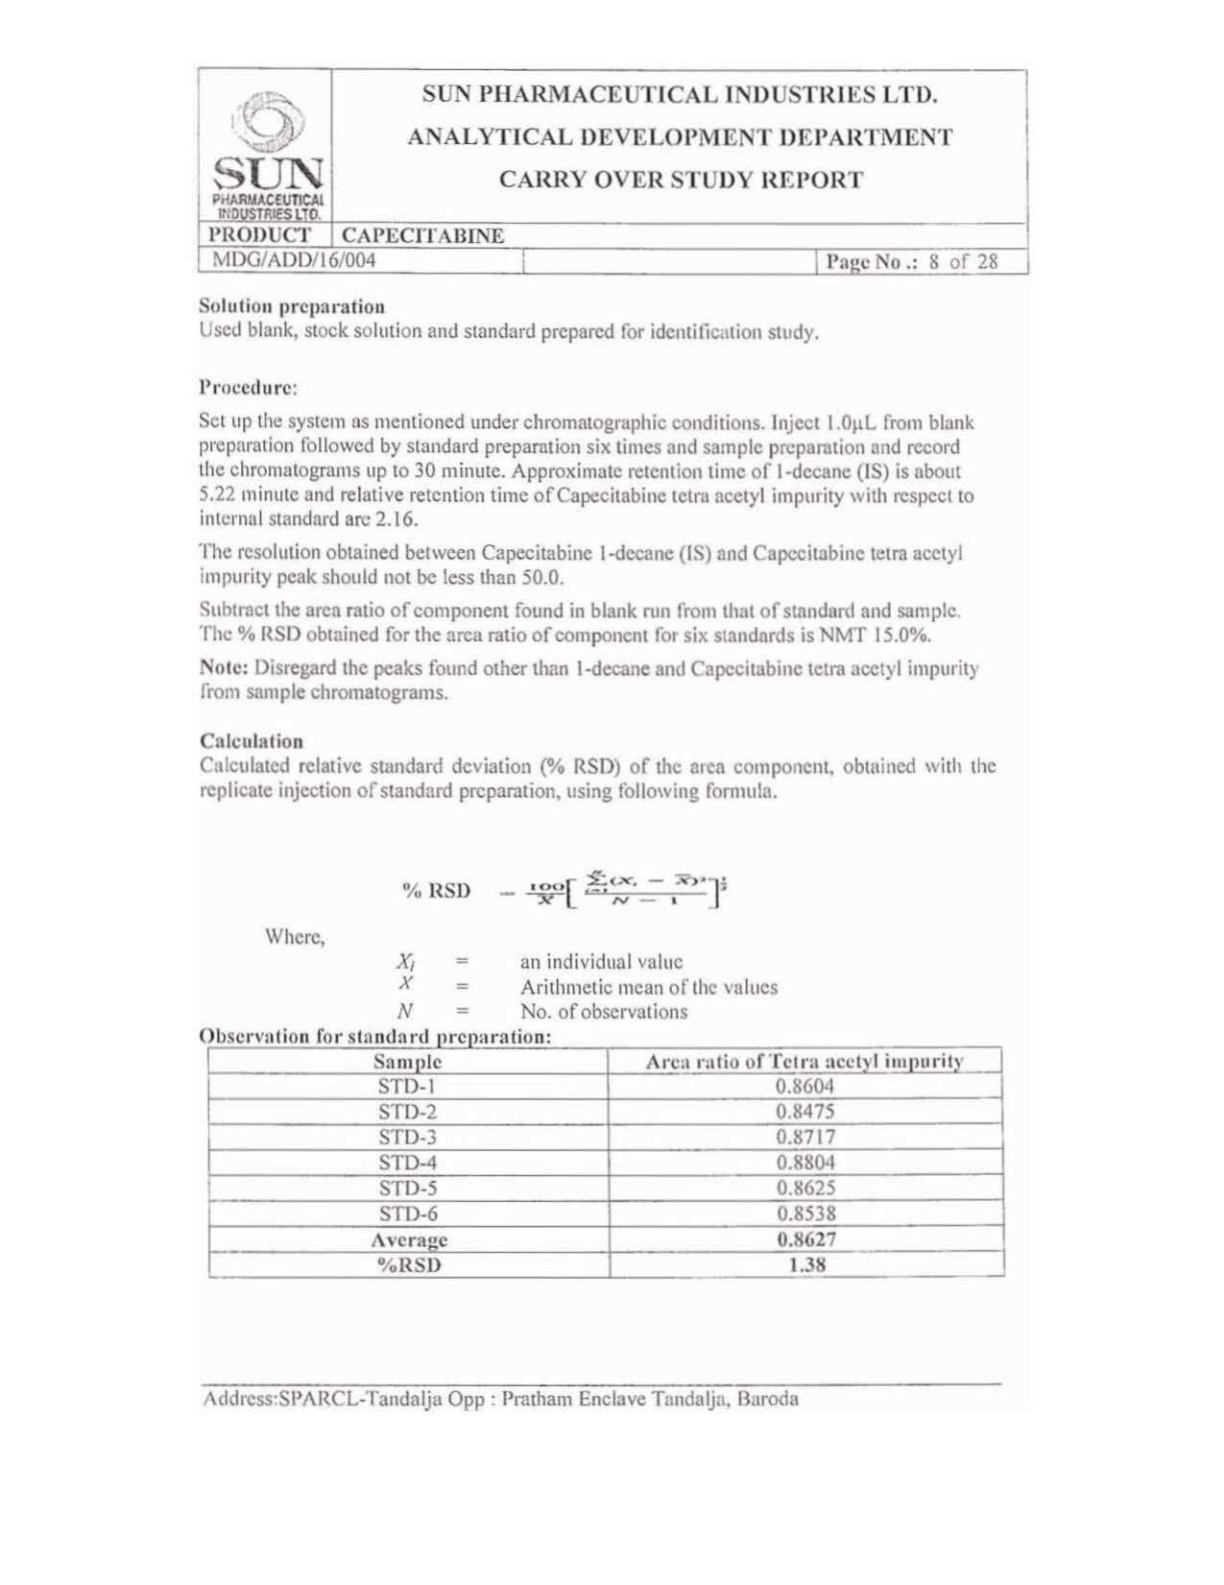 SUN PHARMACEUTICAL INDUSTRIES LTD.
ANALYTICAL DEVELOPMENT DEPARTMENT
CARRY OVER STUDY REPORT
SUN
PHARMACEUTICAL
INDUSTRIES LTD.
PRODUCT CAPECITABINE
MDG/ADD/16/004 Page No .: 8 of 28
Solution preparation
Used blank, stock solution and standard prepared for identification study.
Procedure:
Set up the system as mentioned under chromatographic conditions. Inject 1.0µL from blank
preparation followed by standard preparation six times and sample preparation and record
the chromatograms up to 30 minute. Approximate retention time of 1-decane (IS) is about
5.22 minute and relative retention time of Capecitabine tetra acetyl impurity with respect to
internal standard are 2.16.
The resolution obtained between Capecitabine 1-decane (IS) and Capecitabine tetra acetyl
impurity peak should not be less than 50.0.
Subtract the area ratio of component found in blank run from that of standard and sample.
The % RSD obtained for the area ratio of component for six standards is NMT 15.0%.
Note: Disregard the peaks found other than 1-decane and Capecitabine tetra acetyl impurity
from sample chromatograms.
Calculation
Calculated relative standard deviation (% RSD) of the area component, obtained with the
replicate injection of standard preparation, using following formula.
% RSD = 100/X̄ [ Σ(Xᵢ − X̄)² / N − 1 ]^½
Where,
Xᵢ = an individual value
X = Arithmetic mean of the values
N = No. of observations
Observation for standard preparation:
Sample Area ratio of Tetra acetyl impurity
STD-1 0.8604
STD-2 0.8475
STD-3 0.8717
STD-4 0.8804
STD-5 0.8625
STD-6 0.8538
Average 0.8627
%RSD 1.38
Address:SPARCL-Tandalja Opp : Pratham Enclave Tandalja, Baroda